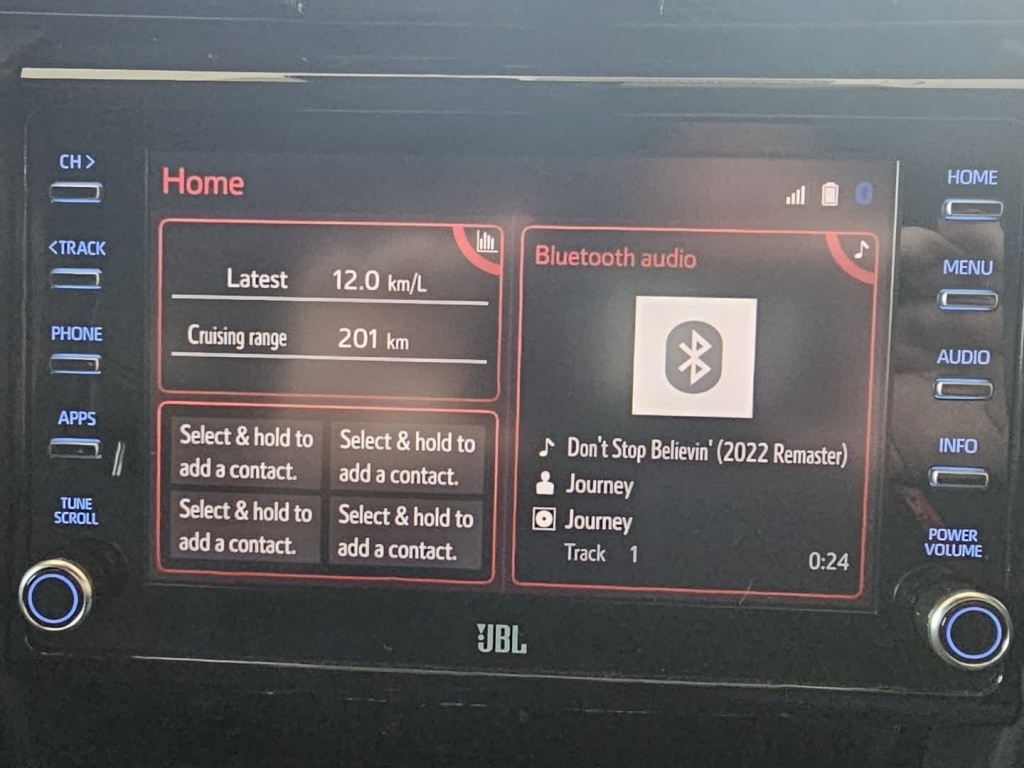 CH >
<TRACK
PHONE
APPS
TUNE
SCROLL
Home
Latest 12.0 km/L
Cruising range 201 km
Select & hold to
add a contact.
Select & hold to
add a contact.
Select & hold to
add a contact.
Select & hold to
add a contact.
Bluetooth audio
Don't Stop Believin' (2022 Remaster)
Journey
Journey
Track 1
0:24
HOME
MENU
AUDIO
INFO
POWER
VOLUME
JBL